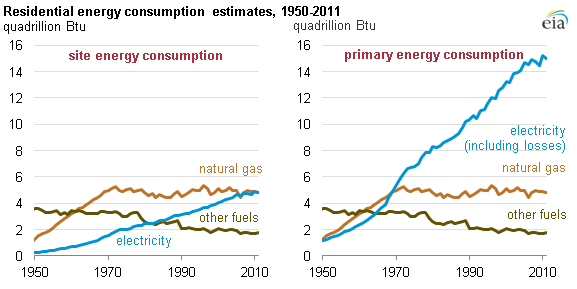 Residential energy consumption estimates, 1950-2011
quadrillion Btu
quadrillion Btu
eia
16
14
12
10
8
6
4
2
0
site energy consumption
natural gas
other fuels
electricity
1950
1970
1990
2010
16
14
12
10
8
6
4
2
0
primary energy consumption
electricity
(including losses)
natural gas
other fuels
1950
1970
1990
2010